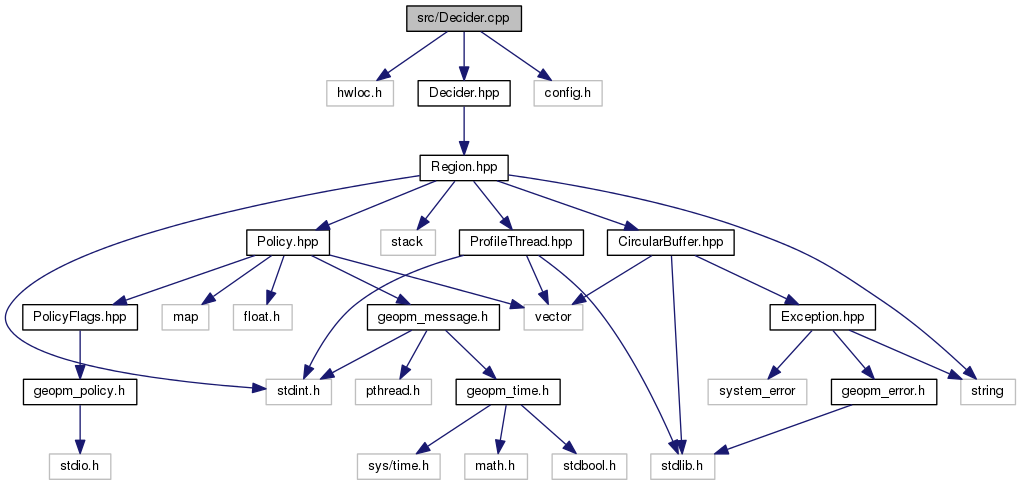 src/Decider.cpp
hwloc.h
Decider.hpp
config.h
Region.hpp
Policy.hpp
stack
ProfileThread.hpp
CircularBuffer.hpp
PolicyFlags.hpp
map
float.h
geopm_message.h
vector
Exception.hpp
geopm_policy.h
stdint.h
pthread.h
geopm_time.h
system_error
geopm_error.h
string
stdio.h
sys/time.h
math.h
stdbool.h
stdlib.h